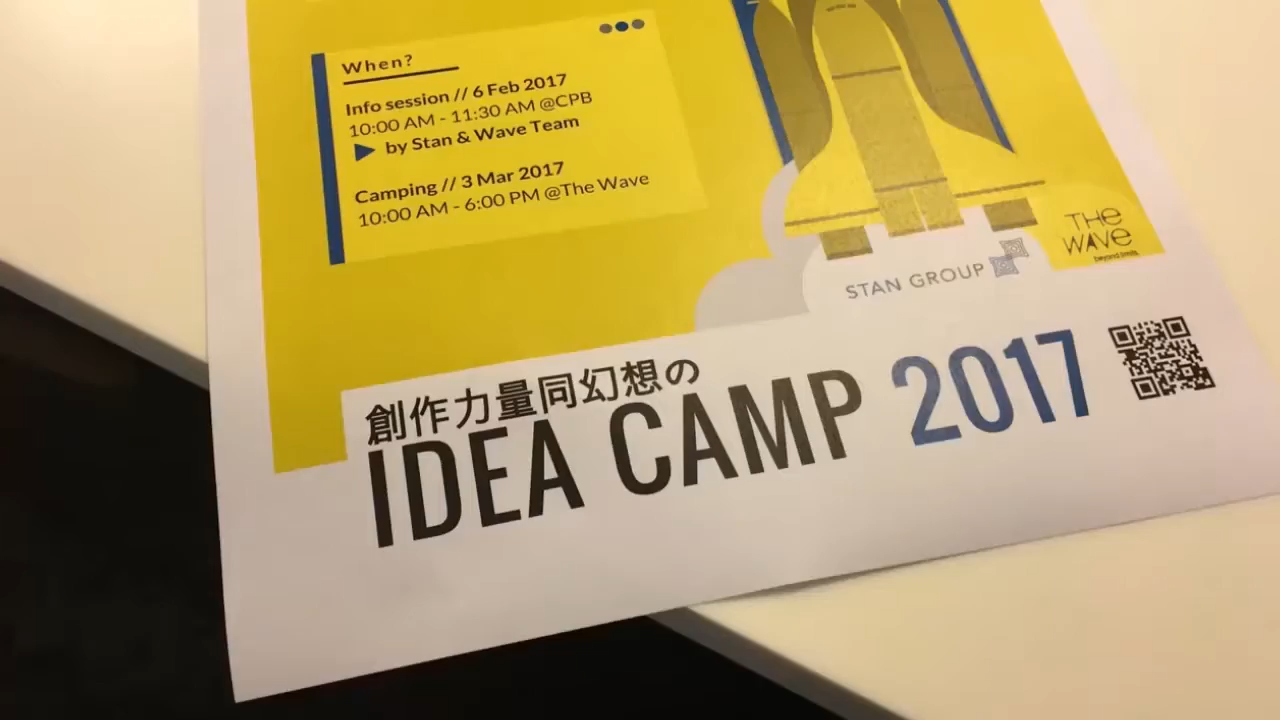 When?
Info session // 6 Feb 2017
10:00 AM - 11:30 AM @CPB
by Stan & Wave Team
Camping // 3 Mar 2017
10:00 AM - 6:00 PM @The Wave
THe
WAVe
beyond limits
STAN GROUP
創作力量同幻想の
IDEA CAMP 2017